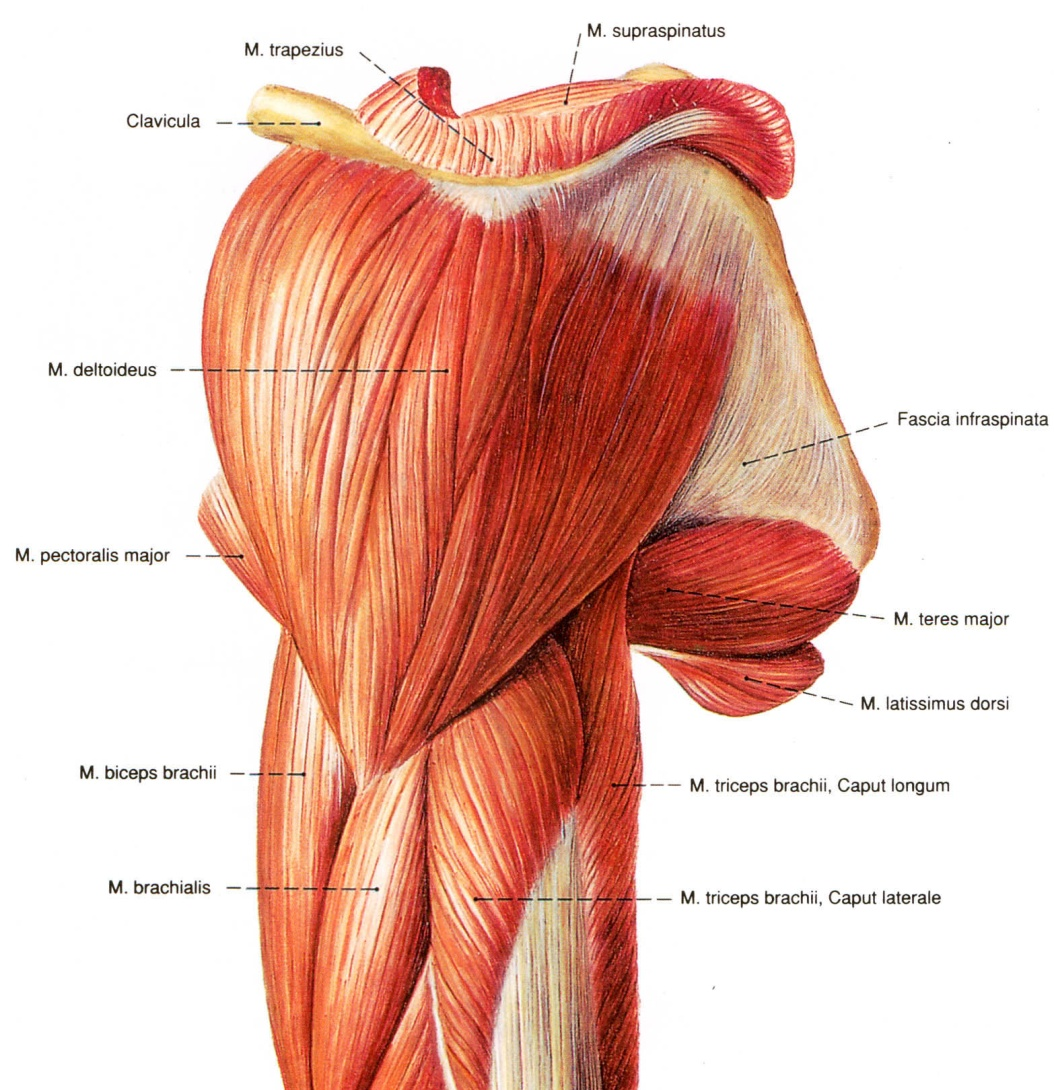 M. supraspinatus
M. trapezius
Clavicula
M. deltoideus
Fascia infraspinata
M. pectoralis major
M. teres major
M. latissimus dorsi
M. biceps brachii
M. triceps brachii, Caput longum
M. brachialis
M. triceps brachii, Caput laterale